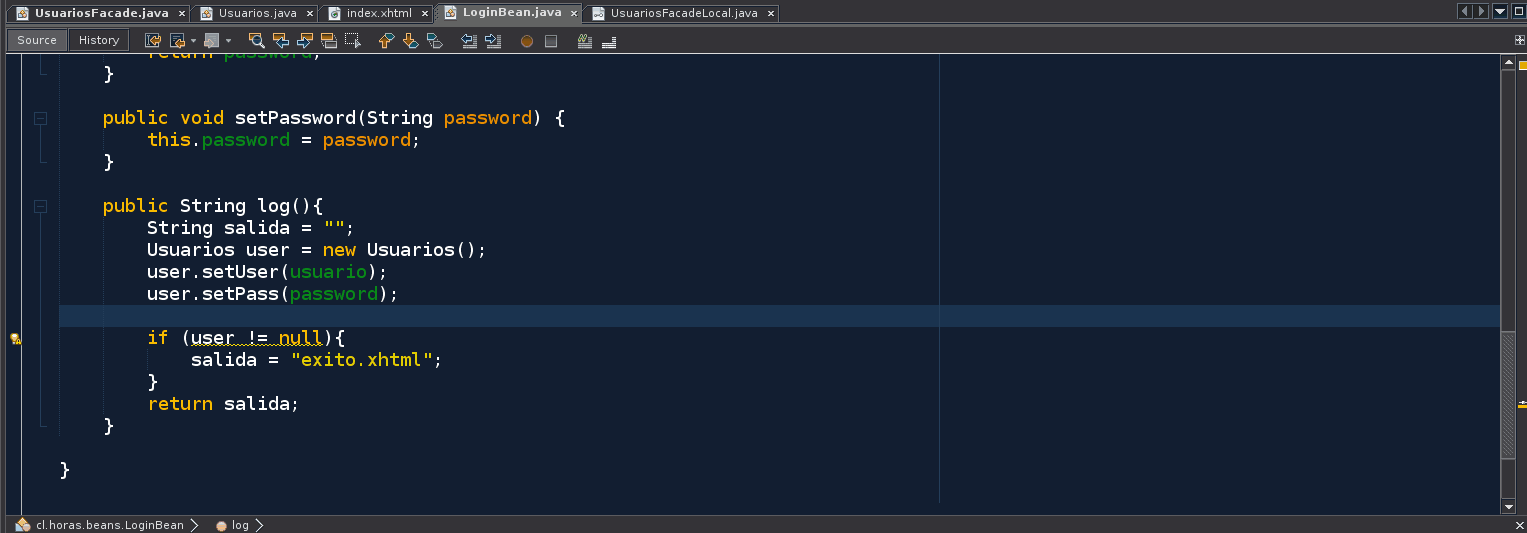 UsuariosFacade.java × Usuarios.java × index.xhtml × LoginBean.java × UsuariosFacadeLocal.java ×
Source History
return password;
}
public void setPassword(String password) {
this.password = password;
}
public String log(){
String salida = "";
Usuarios user = new Usuarios();
user.setUser(usuario);
user.setPass(password);
if (user != null){
salida = "exito.xhtml";
}
return salida;
}
}
cl.horas.beans.LoginBean log